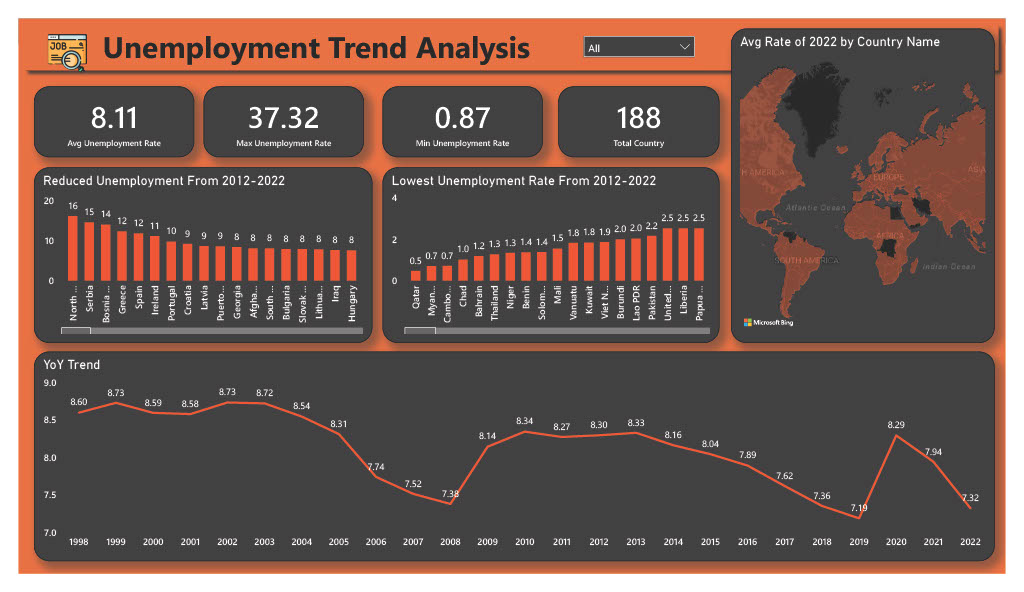 JOB
Unemployment Trend Analysis
All
8.11
Avg Unemployment Rate
37.32
Max Unemployment Rate
0.87
Min Unemployment Rate
188
Total Country
Avg Rate of 2022 by Country Name
H AMERICA
EUROPE
ASIA
Atlantic Ocean
AFRICA
SOUTH AMERICA
Indian Ocean
Microsoft Bing
Reduced Unemployment From 2012-2022
20
10
0
16 15 14 12 12 11 10 9 9 9 8 8 8 8 8 8 8 8
North ... Serbia Bosnia ... Greece Spain Ireland Portugal Croatia Latvia Puerto ... Georgia Afgha... South ... Bulgaria Slovak ... Lithua... Iraq Hungary
Lowest Unemployment Rate From 2012-2022
4
2
0
0.5 0.7 0.7 1.0 1.2 1.3 1.3 1.4 1.4 1.5 1.8 1.8 1.9 2.0 2.0 2.2 2.5 2.5 2.5
Qatar Myan... Cambo... Chad Bahrain Thailand Niger Benin Solom... Mali Vanuatu Kuwait Viet N... Burundi Lao PDR Pakistan United... Liberia Papua ...
YoY Trend
9.0
8.5
8.0
7.5
7.0
8.60 8.73 8.59 8.58 8.73 8.72 8.54 8.31 7.74 7.52 7.38 8.14 8.34 8.27 8.30 8.33 8.16 8.04 7.89 7.62 7.36 7.19 8.29 7.94 7.32
1998 1999 2000 2001 2002 2003 2004 2005 2006 2007 2008 2009 2010 2011 2012 2013 2014 2015 2016 2017 2018 2019 2020 2021 2022